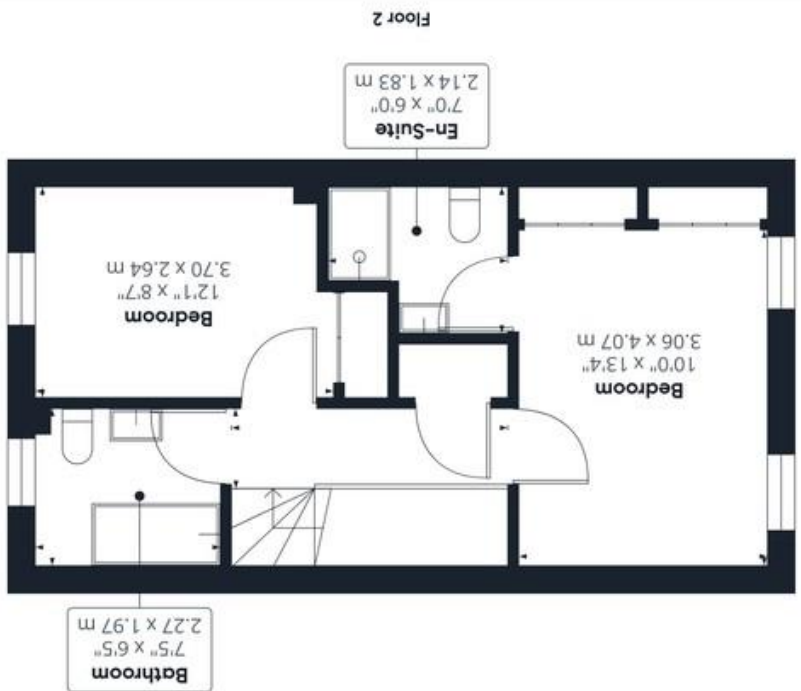 Bathroom
7'5" x 6'5"
2.27 x 1.97 m
Bedroom
10'0" x 13'4"
3.06 x 4.07 m
Bedroom
12'1" x 8'7"
3.70 x 2.64 m
En-Suite
7'0" x 6'0"
2.14 x 1.83 m
Floor 2